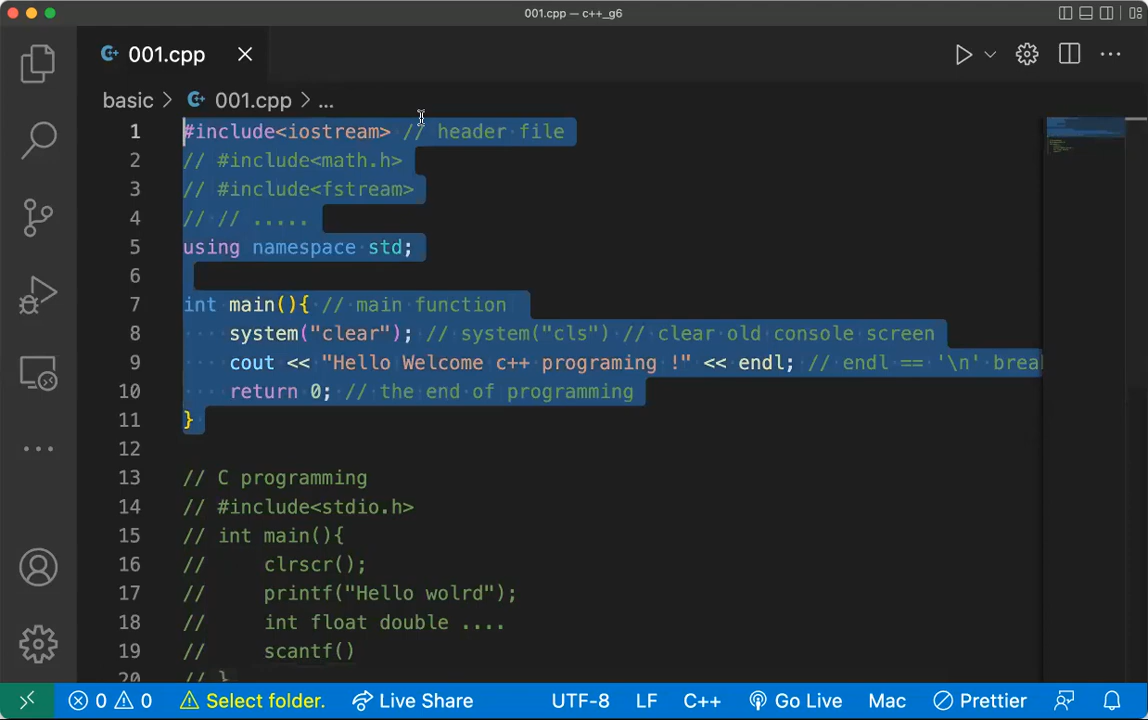 001.cpp — c++_g6
001.cpp
basic > 001.cpp > ...
1 #include<iostream> // header file
2 // #include<math.h>
3 // #include<fstream>
4 // // .....
5 using namespace std;
6
7 int main(){ // main function
8 system("clear"); // system("cls") // clear old console screen
9 cout << "Hello Welcome c++ programing !" << endl; // endl == '\n' brea
10 return 0; // the end of programming
11 }
12
13 // C programming
14 // #include<stdio.h>
15 // int main(){
16 // clrscr();
17 // printf("Hello wolrd");
18 // int float double ....
19 // scantf()
20 // }
0 0 Select folder. Live Share UTF-8 LF C++ Go Live Mac Prettier